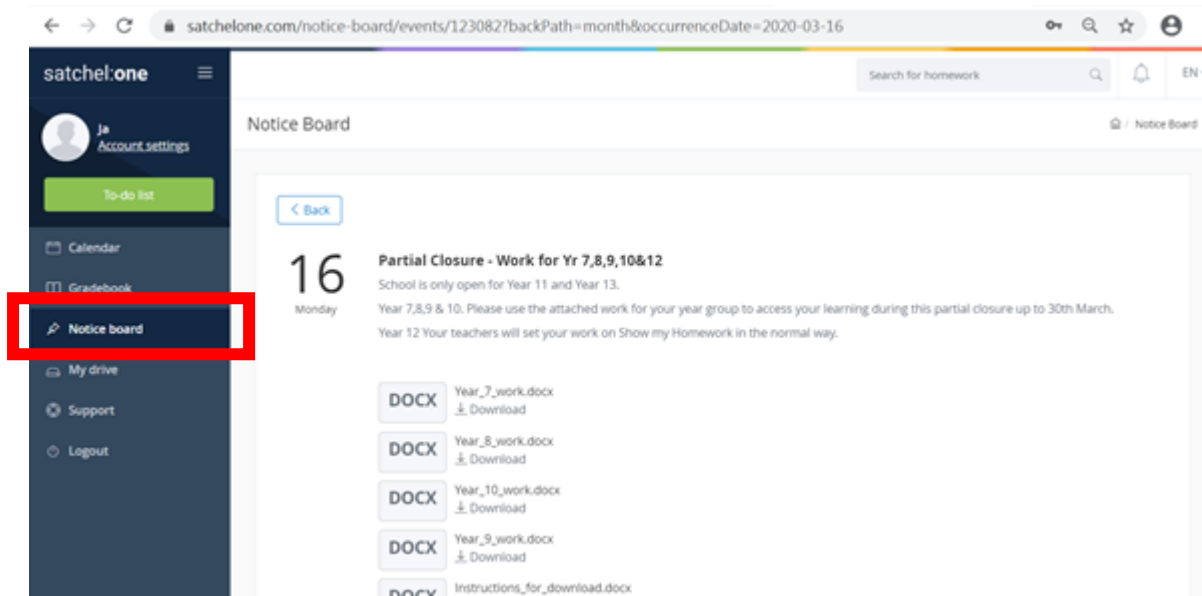 satchelone.com/notice-board/events/123082?backPath=month&occurrenceDate=2020-03-16
satchel:one
Search for homework
EN
Ja
Account settings
Notice Board
Notice Board
To-do list
Calendar
Gradebook
Notice board
My drive
Support
Logout
< Back
16
Monday
Partial Closure - Work for Yr 7,8,9,10&12
School is only open for Year 11 and Year 13.
Year 7,8,9 & 10. Please use the attached work for your year group to access your learning during this partial closure up to 30th March.
Year 12 Your teachers will set your work on Show my Homework in the normal way.
DOCX
Year_7_work.docx
Download
DOCX
Year_8_work.docx
Download
DOCX
Year_10_work.docx
Download
DOCX
Year_9_work.docx
Download
DOCX
Instructions_for_download.docx